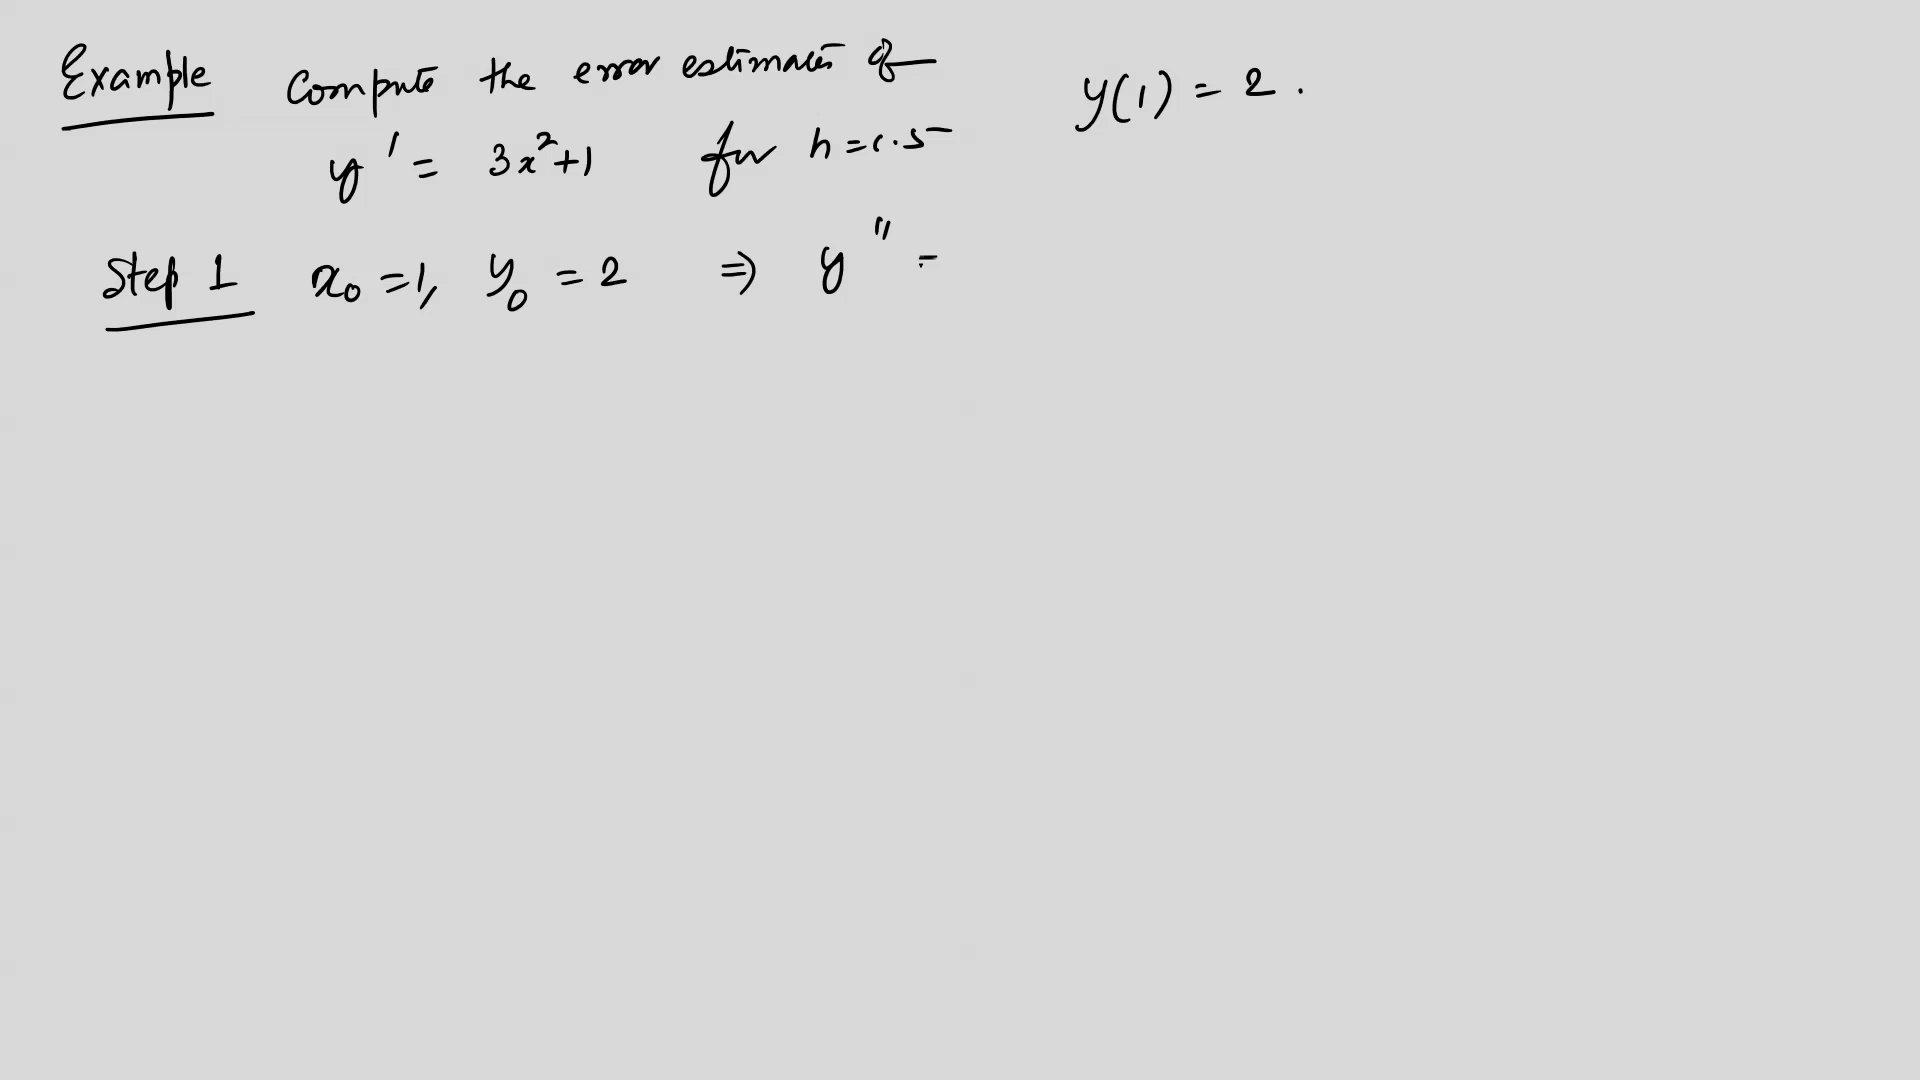 Example Compute the error estimates of y(1) = 2 .
y' = 3x²+1 for h = 0.5
Step 1 x₀ = 1, y₀ = 2 ⇒ y'' =